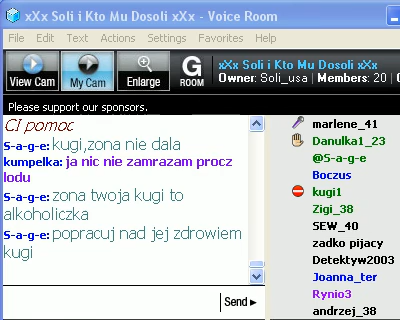 xXx Soli i Kto Mu Dosoli xXx - Voice Room
File Edit Text Actions Settings Favorites Help
View Cam My Cam Enlarge G ROOM
xXx Soli i Kto Mu Dosoli xXx
Owner: Soli_usa | Members: 20 |
Please support our sponsors.
CI pomoc
S-a-g-e: kugi,zona nie dala
kumpelka: ja nic nie zamrazam procz
lodu
S-a-g-e: zona twoja kugi to
alkoholiczka
S-a-g-e: popracuj nad jej zdrowiem
kugi
Send
marlene_41
Danulka1_23
@S-a-g-e
Boczus
kugi1
Zigi_38
SEW_40
zadko pijacy
Detektyw2003
Joanna_ter
Rynio3
andrzej_38